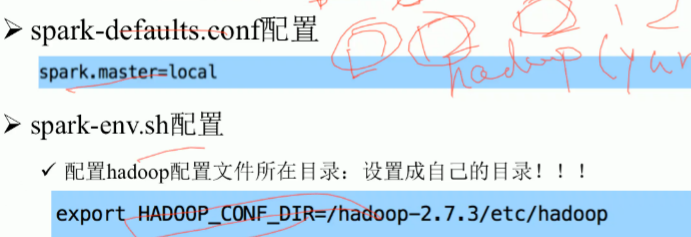 ➢ spark-defaults.conf配置
spark.master=local
hadoop (yar
➢ spark-env.sh配置
✓ 配置hadoop配置文件所在目录：设置成自己的目录！！！
export HADOOP_CONF_DIR=/hadoop-2.7.3/etc/hadoop